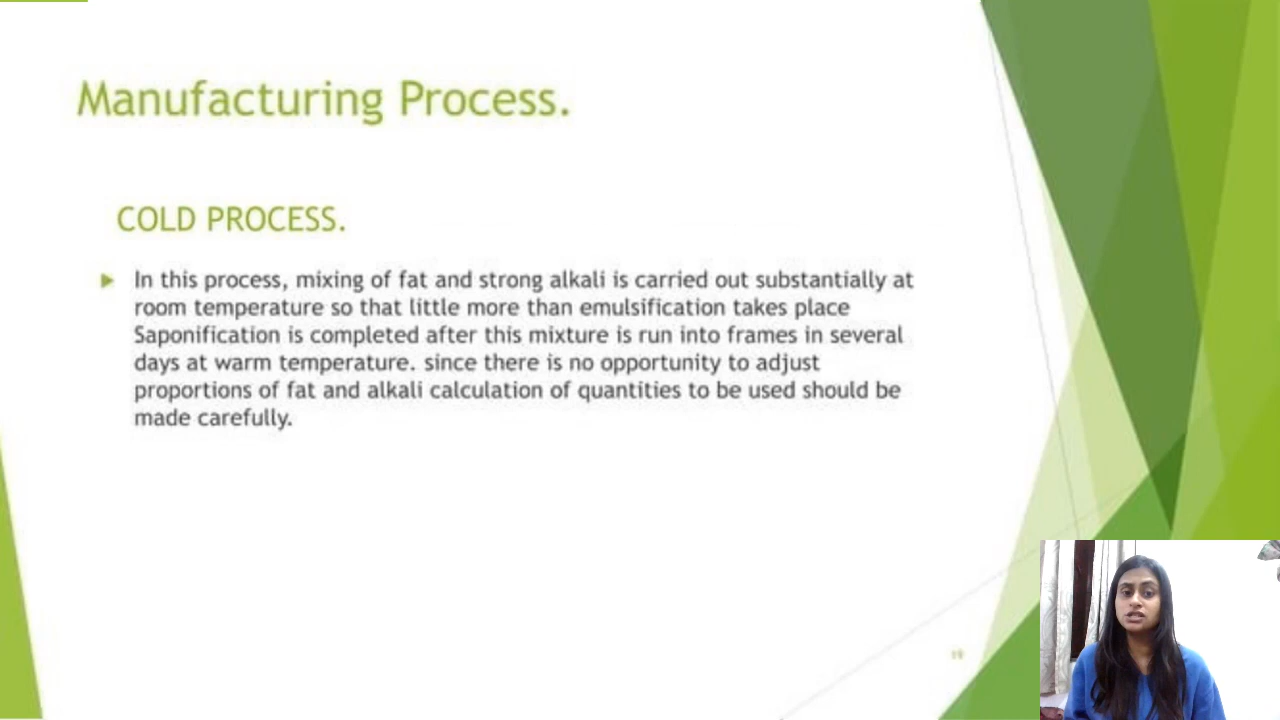 Manufacturing Process.
COLD PROCESS.
In this process, mixing of fat and strong alkali is carried out substantially at
room temperature so that little more than emulsification takes place
Saponification is completed after this mixture is run into frames in several
days at warm temperature. since there is no opportunity to adjust
proportions of fat and alkali calculation of quantities to be used should be
made carefully.
19